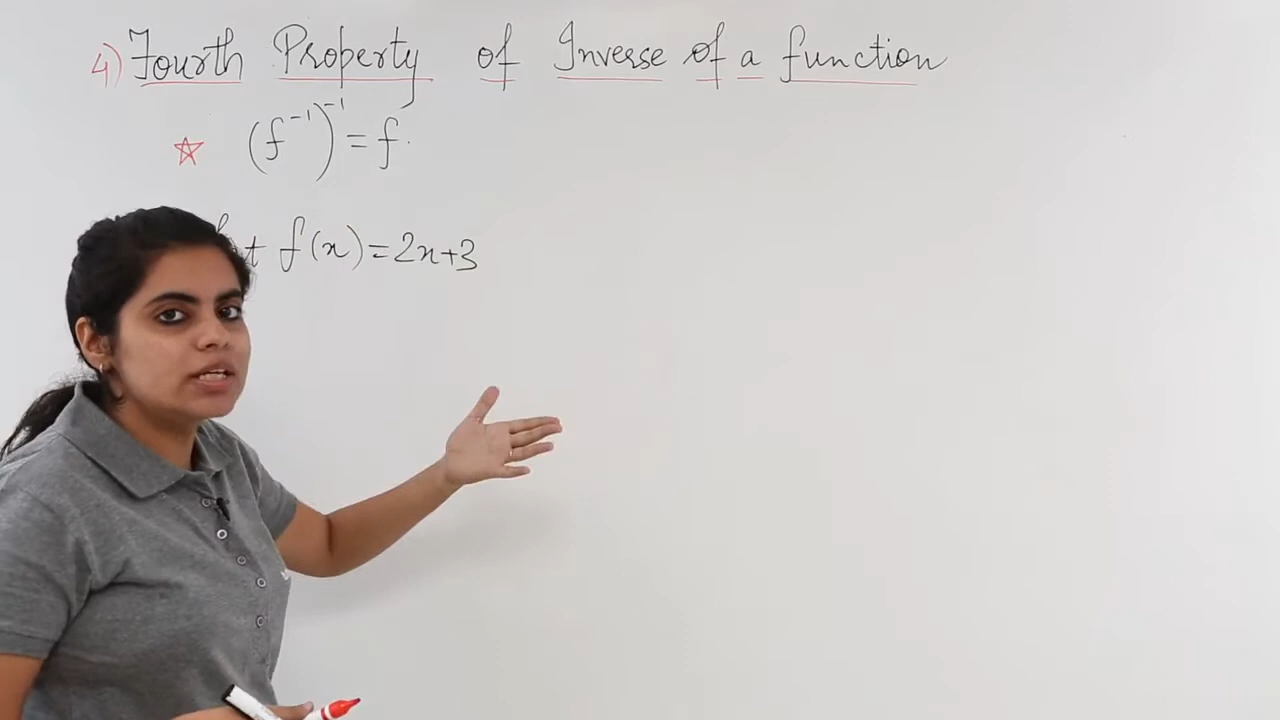 4) Fourth Property of Inverse of a function
☆ (f⁻¹)⁻¹ = f.
f(x) = 2x+3